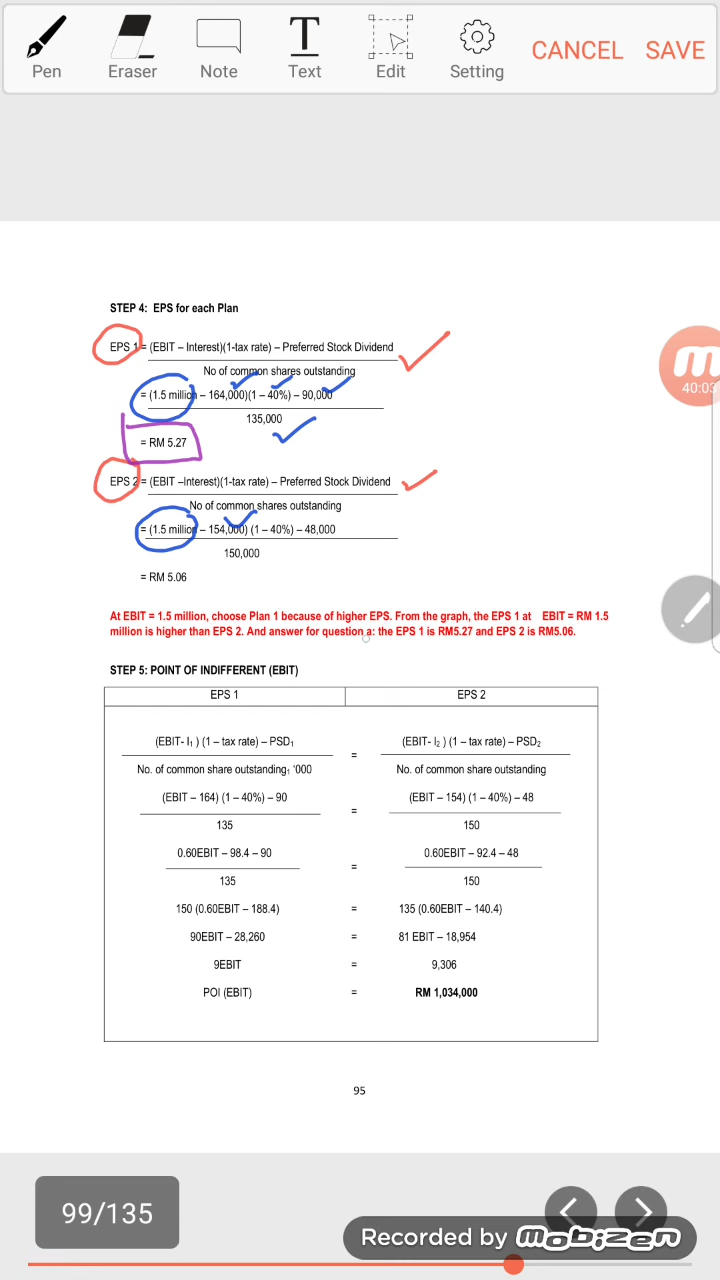 Pen Eraser Note Text Edit Setting CANCEL SAVE
STEP 4: EPS for each Plan
EPS 1 = (EBIT – Interest)(1-tax rate) – Preferred Stock Dividend
No of common shares outstanding
= (1.5 million – 164,000)(1 – 40%) – 90,000
135,000
= RM 5.27
EPS 2 = (EBIT –Interest)(1-tax rate) – Preferred Stock Dividend
No of common shares outstanding
= (1.5 million – 154,000) (1 – 40%) – 48,000
150,000
= RM 5.06
At EBIT = 1.5 million, choose Plan 1 because of higher EPS. From the graph, the EPS 1 at EBIT = RM 1.5
million is higher than EPS 2. And answer for question a: the EPS 1 is RM5.27 and EPS 2 is RM5.06.
STEP 5: POINT OF INDIFFERENT (EBIT)
EPS 1 EPS 2
(EBIT- I₁ ) (1 – tax rate) – PSD₁ = (EBIT- I₂ ) (1 – tax rate) – PSD₂
No. of common share outstanding₁ '000 No. of common share outstanding
(EBIT – 164) (1 – 40%) – 90 = (EBIT – 154) (1 – 40%) – 48
135 150
0.60EBIT – 98.4 – 90 = 0.60EBIT – 92.4 – 48
135 150
150 (0.60EBIT – 188.4) = 135 (0.60EBIT – 140.4)
90EBIT – 28,260 = 81 EBIT – 18,954
9EBIT = 9,306
POI (EBIT) = RM 1,034,000
95
99/135
40:03
Recorded by mobizen